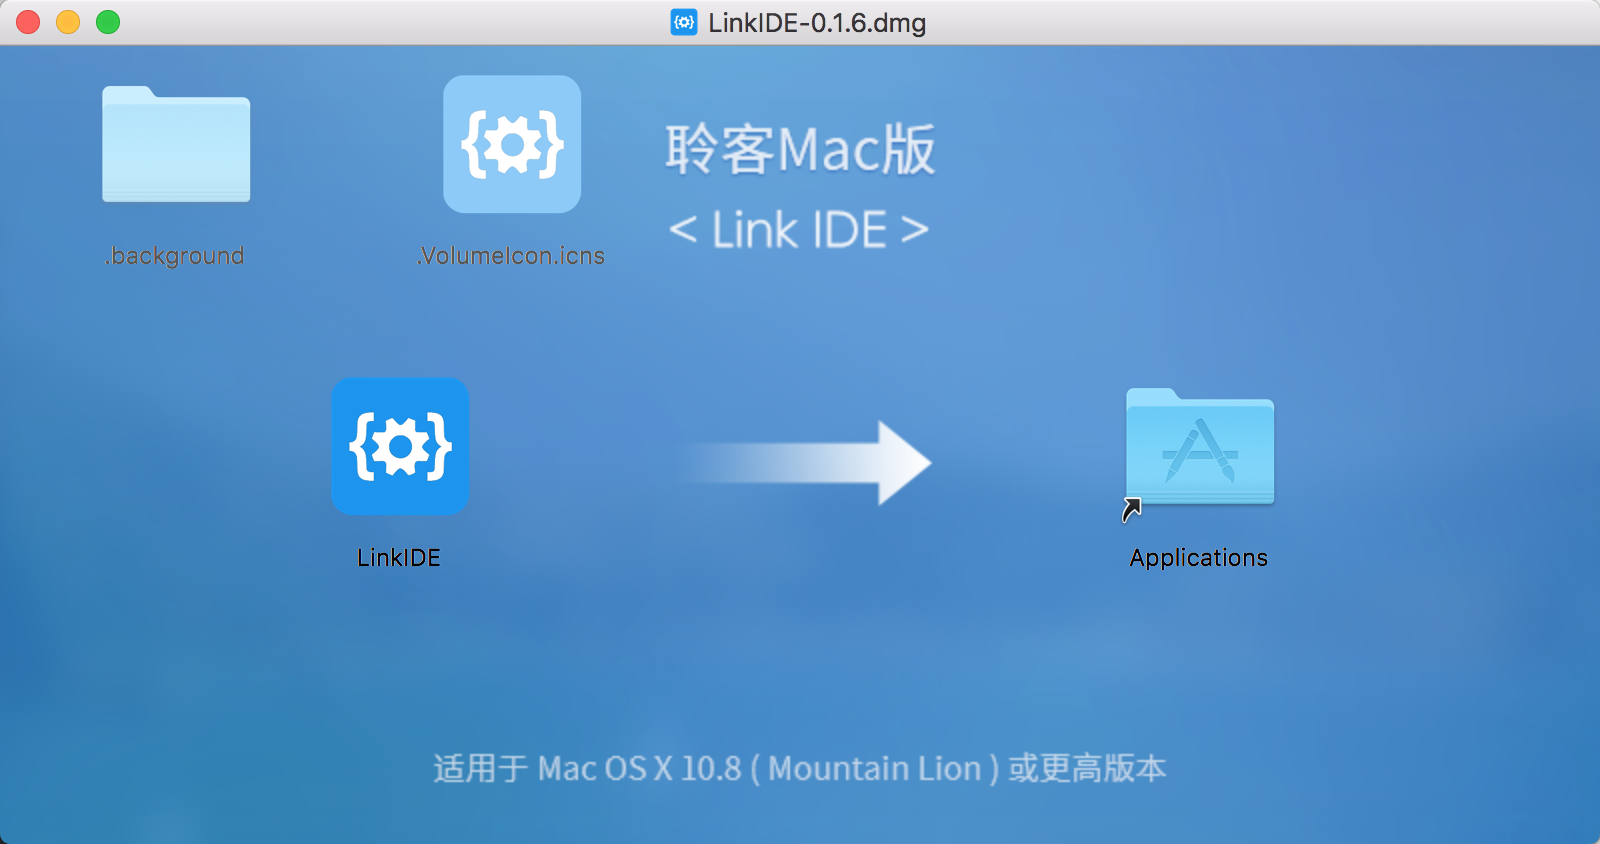 LinkIDE-0.1.6.dmg
聆客Mac版
< Link IDE >
.background
.VolumeIcon.icns
LinkIDE
Applications
适用于 Mac OS X 10.8 ( Mountain Lion ) 或更高版本